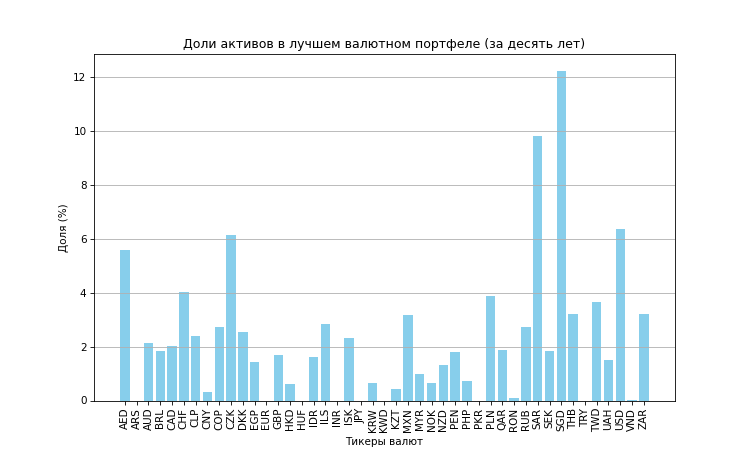 Доли активов в лучшем валютном портфеле (за десять лет)
Доля (%)
12
10
8
6
4
2
0
AED ARS AUD BRL CAD CHF CLP CNY COP CZK DKK EGP EUR GBP HKD HUF IDR ILS INR ISK JPY KRW KWD KZT MXN MYR NOK NZD PEN PHP PKR PLN QAR RON RUB SAR SEK SGD THB TRY TWD UAH USD VND ZAR
Тикеры валют